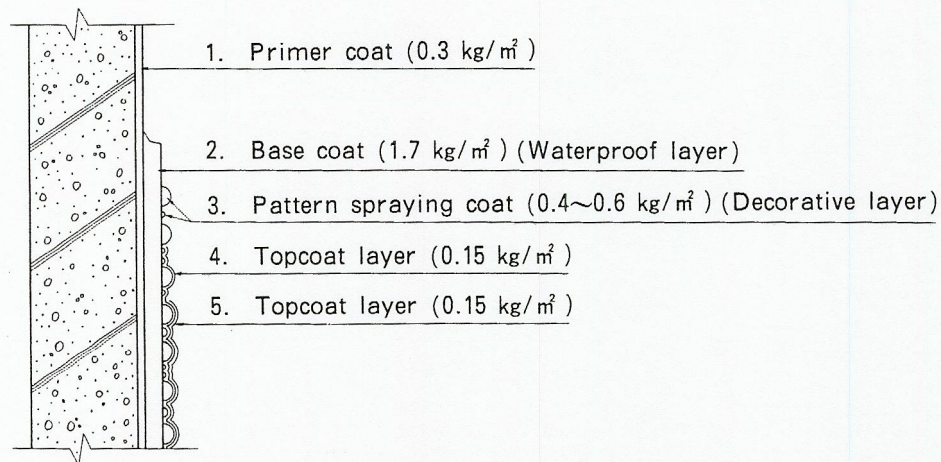 1. Primer coat (0.3 kg/㎡)
2. Base coat (1.7 kg/㎡) (Waterproof layer)
3. Pattern spraying coat (0.4~0.6 kg/㎡) (Decorative layer)
4. Topcoat layer (0.15 kg/㎡)
5. Topcoat layer (0.15 kg/㎡)